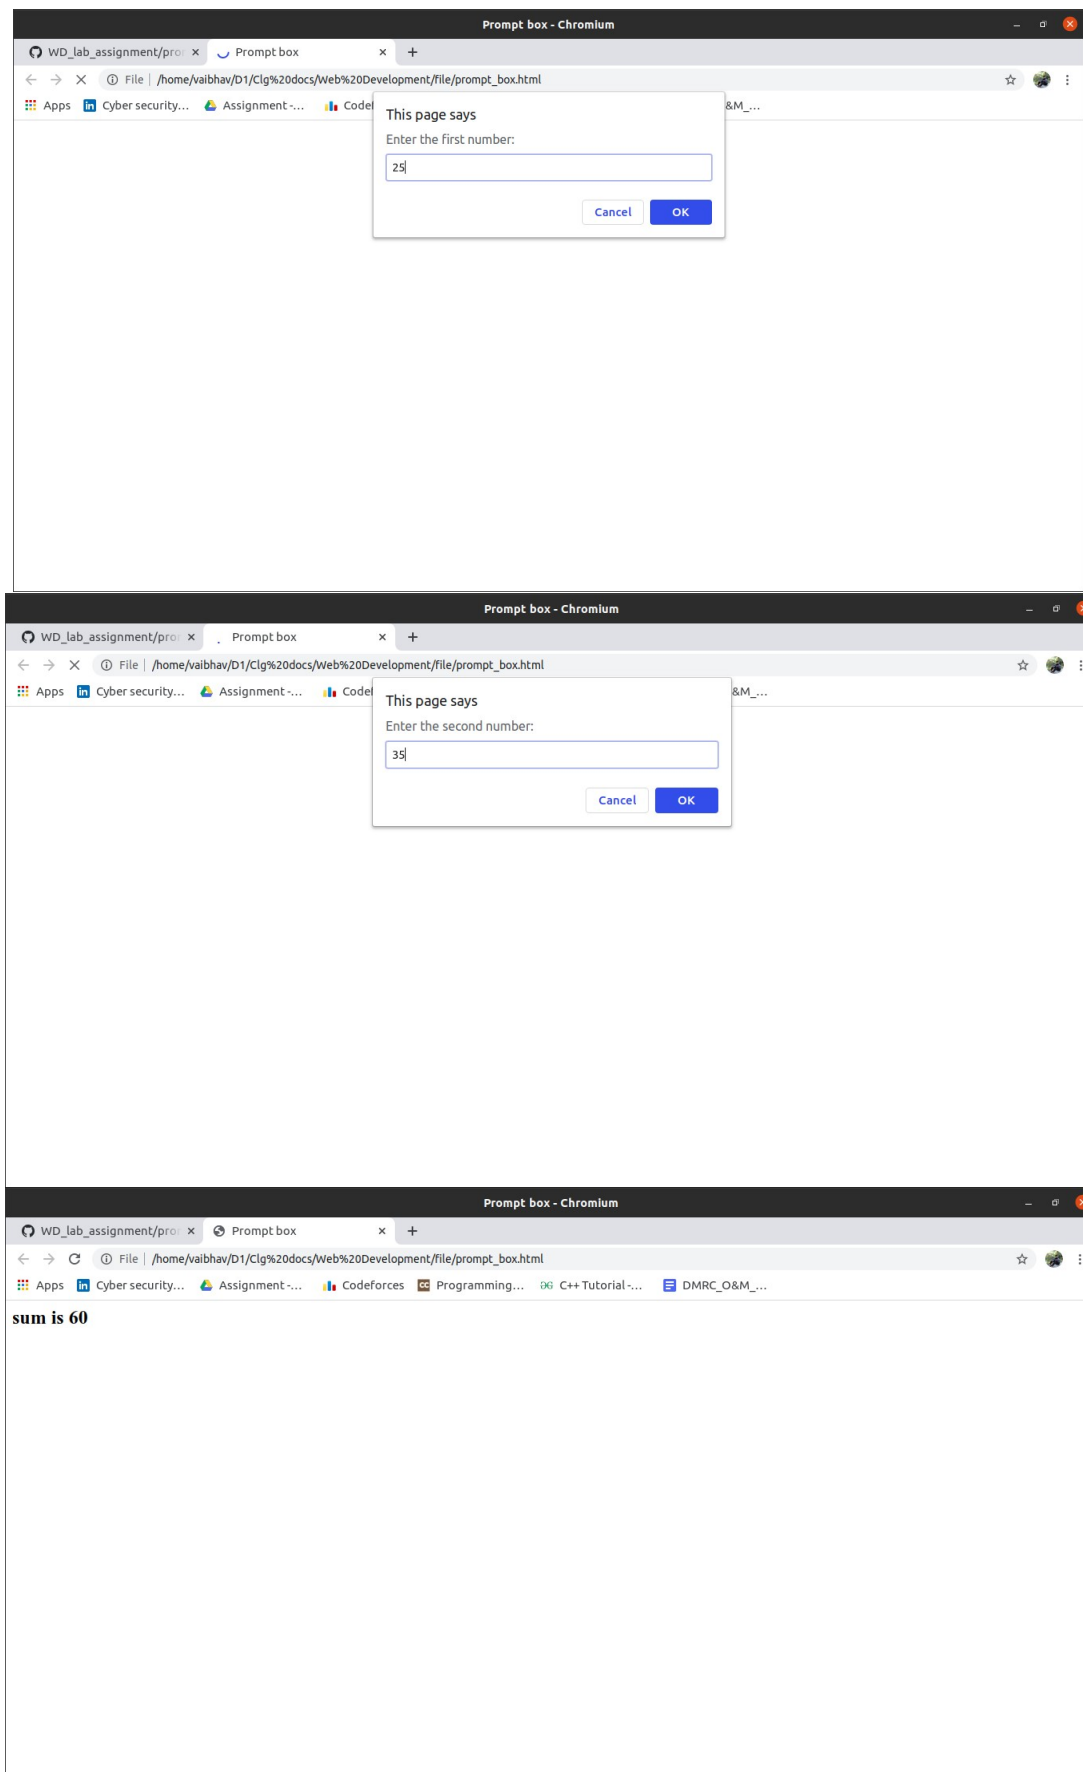 Prompt box - Chromium
WD_lab_assignment/pro Prompt box
File /home/vaibhav/D1/Clg%20docs/Web%20Development/file/prompt_box.html
Apps Cyber security... Assignment -... Codef &M_...
This page says
Enter the first number:
25
Cancel OK
Prompt box - Chromium
WD_lab_assignment/pro Prompt box
File /home/vaibhav/D1/Clg%20docs/Web%20Development/file/prompt_box.html
Apps Cyber security... Assignment -... Codef &M_...
This page says
Enter the second number:
35
Cancel OK
Prompt box - Chromium
WD_lab_assignment/pro Prompt box
File /home/vaibhav/D1/Clg%20docs/Web%20Development/file/prompt_box.html
Apps Cyber security... Assignment -... Codeforces Programming... C++ Tutorial -... DMRC_O&M_...
sum is 60